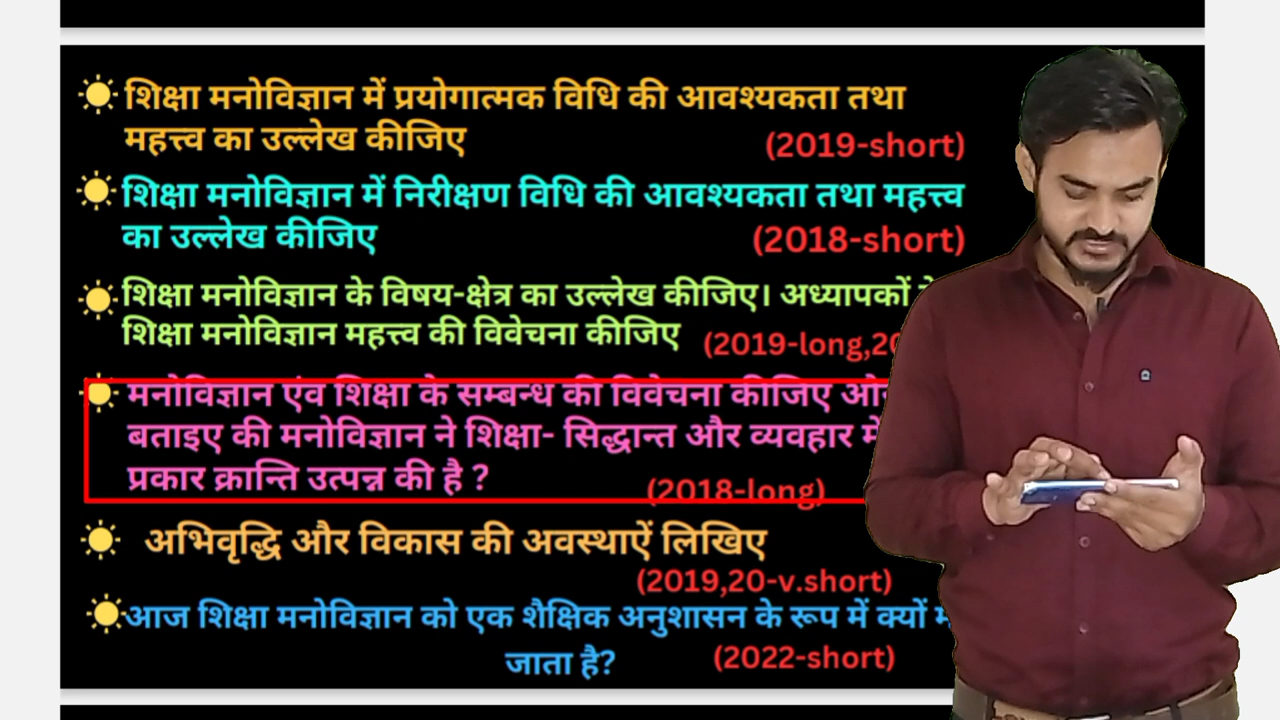 शिक्षा मनोविज्ञान में प्रयोगात्मक विधि की आवश्यकता तथा
महत्त्व का उल्लेख कीजिए
(2019-short)
शिक्षा मनोविज्ञान में निरीक्षण विधि की आवश्यकता तथा महत्त्व
का उल्लेख कीजिए
(2018-short)
शिक्षा मनोविज्ञान के विषय-क्षेत्र का उल्लेख कीजिए। अध्यापकों
शिक्षा मनोविज्ञान महत्त्व की विवेचना कीजिए
(2019-long,
मनोविज्ञान एंव शिक्षा के सम्बन्ध की विवेचना कीजिए
बताइए की मनोविज्ञान ने शिक्षा- सिद्धान्त और व्यवहार
प्रकार क्रान्ति उत्पन्न की है ?
(2018-long)
अभिवृद्धि और विकास की अवस्थाऐं लिखिए
(2019,20-v.short)
आज शिक्षा मनोविज्ञान को एक शैक्षिक अनुशासन के रूप में क्यों
जाता है?
(2022-short)